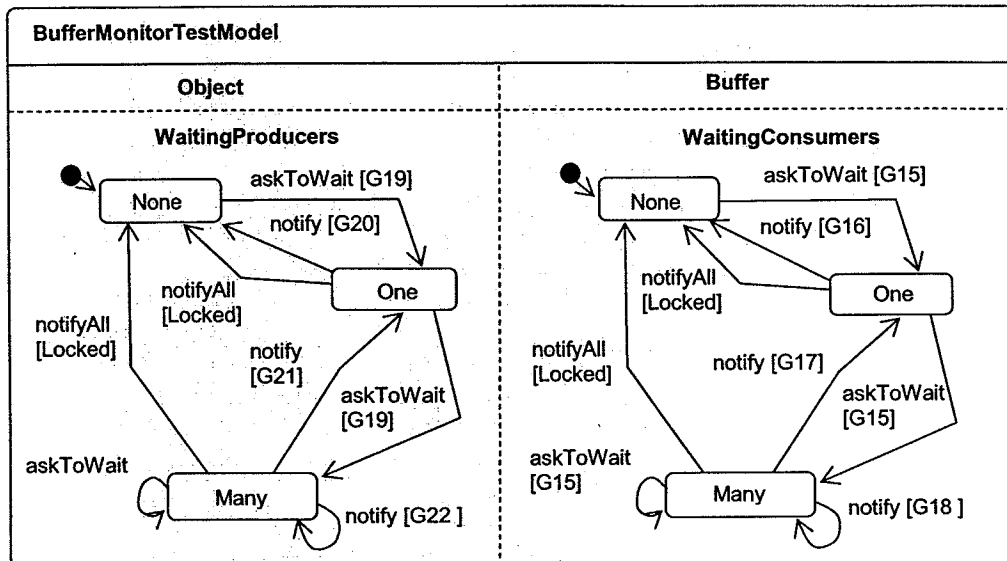 BufferMonitorTestModel
Object
WaitingProducers
None
askToWait [G19]
notify [G20]
One
notifyAll
[Locked]
notifyAll
[Locked]
notify
[G21]
askToWait
[G19]
askToWait
Many
notify [G22 ]
Buffer
WaitingConsumers
None
askToWait [G15]
notify [G16]
One
notifyAll
[Locked]
notifyAll
[Locked]
notify [G17]
askToWait
[G15]
askToWait
[G15]
Many
notify [G18 ]